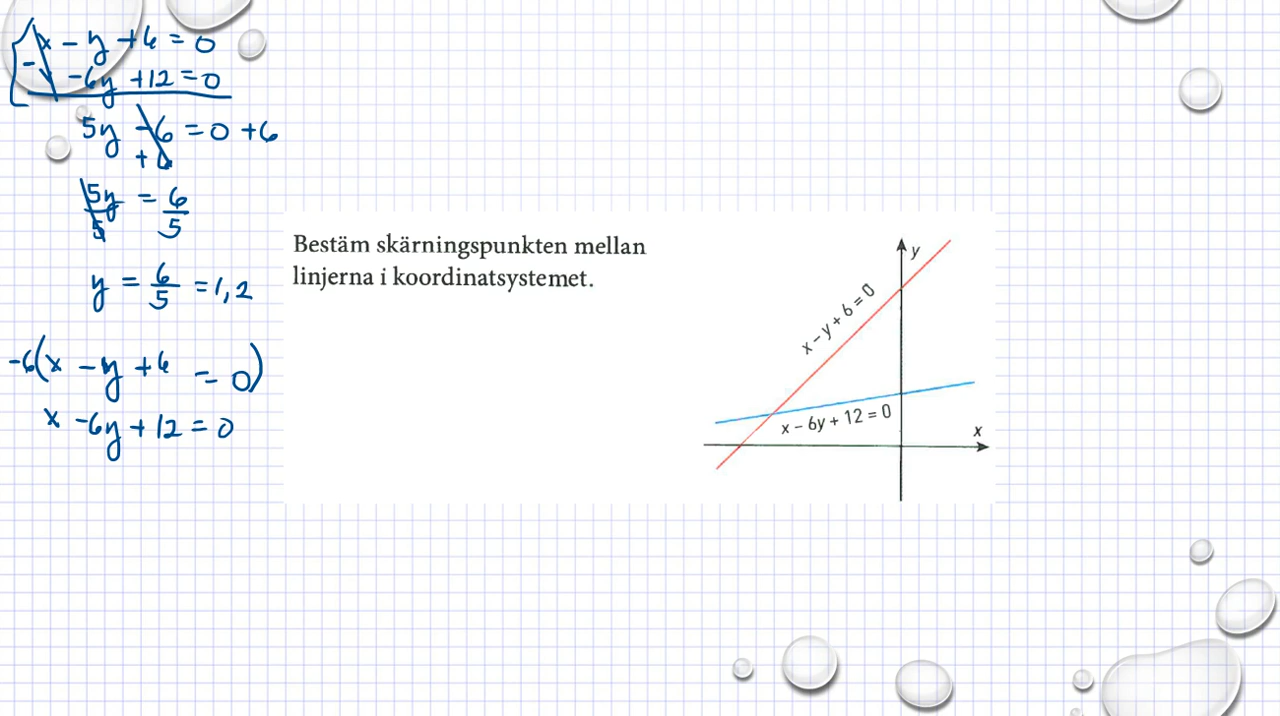 x - y + 6 = 0
- x - 6y + 12 = 0
5y - 6 = 0 + 6
+ 6
5y/5 = 6/5
y = 6/5 = 1,2
-6(x - y + 6 = 0)
x - 6y + 12 = 0
Bestäm skärningspunkten mellan
linjerna i koordinatsystemet.
y
x – y + 6 = 0
x – 6y + 12 = 0
x